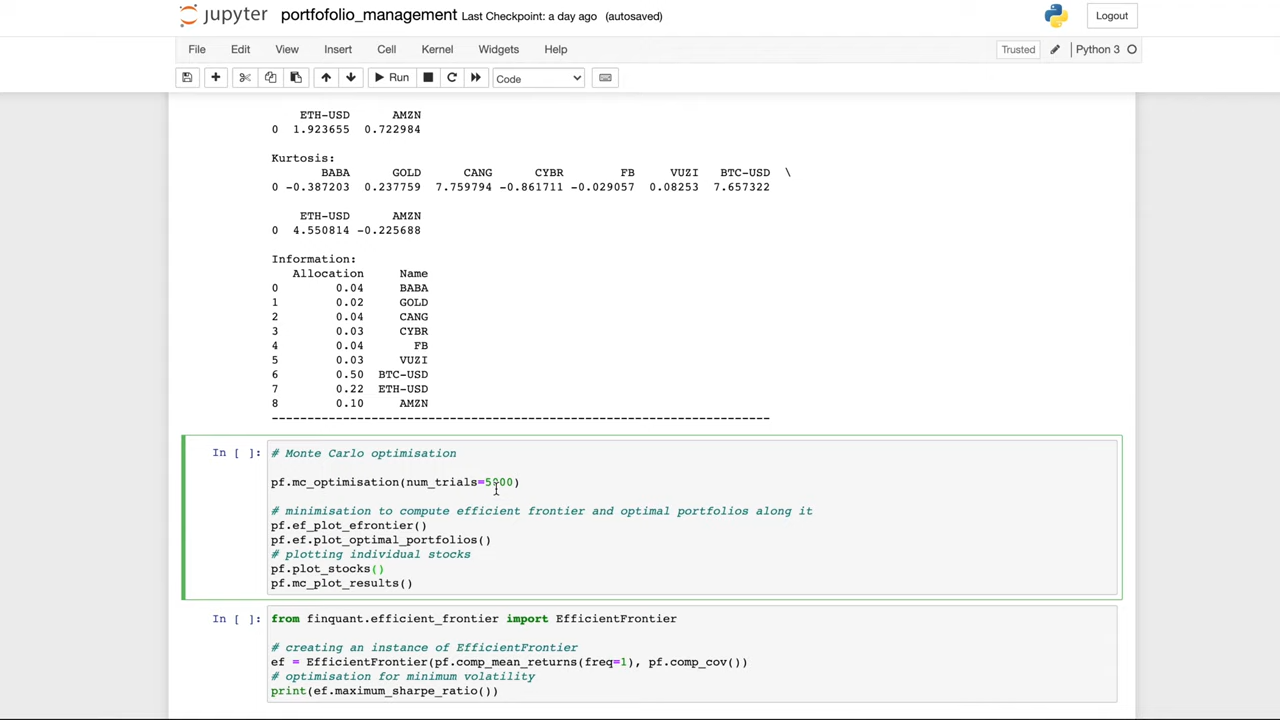 jupyter portfofolio_management Last Checkpoint: a day ago (autosaved) Logout
File Edit View Insert Cell Kernel Widgets Help Trusted Python 3
Run Code
ETH-USD AMZN
0 1.923655 0.722984
Kurtosis:
BABA GOLD CANG CYBR FB VUZI BTC-USD \
0 -0.387203 0.237759 7.759794 -0.861711 -0.029057 0.08253 7.657322
ETH-USD AMZN
0 4.550814 -0.225688
Information:
Allocation Name
0 0.04 BABA
1 0.02 GOLD
2 0.04 CANG
3 0.03 CYBR
4 0.04 FB
5 0.03 VUZI
6 0.50 BTC-USD
7 0.22 ETH-USD
8 0.10 AMZN
----------------------------------------------------------------------
In [ ]: # Monte Carlo optimisation
pf.mc_optimisation(num_trials=5000)
# minimisation to compute efficient frontier and optimal portfolios along it
pf.ef_plot_efrontier()
pf.ef.plot_optimal_portfolios()
# plotting individual stocks
pf.plot_stocks()
pf.mc_plot_results()
In [ ]: from finquant.efficient_frontier import EfficientFrontier
# creating an instance of EfficientFrontier
ef = EfficientFrontier(pf.comp_mean_returns(freq=1), pf.comp_cov())
# optimisation for minimum volatility
print(ef.maximum_sharpe_ratio())